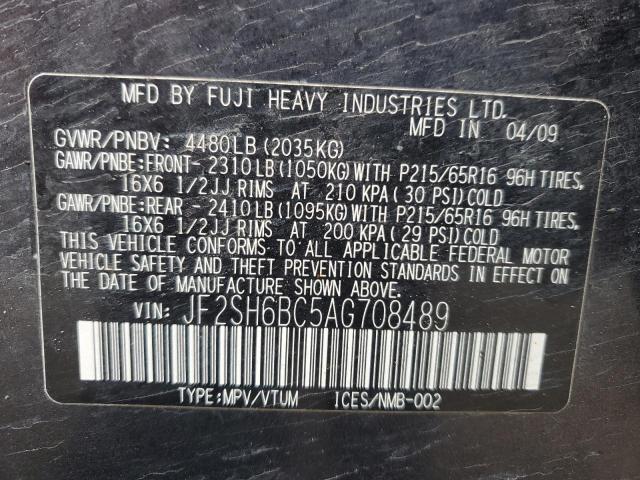 MFD BY FUJI HEAVY INDUSTRIES LTD.
MFD IN 04/09
GVWR/PNBV: 4480LB(2035KG)
GAWR/PNBE:FRONT- 2310LB(1050KG)WITH P215/65R16 96H TIRES,
16X6 1/2JJ RIMS AT 210 KPA( 30 PSI)COLD
GAWR/PNBE:REAR - 2410LB(1095KG)WITH P215/65R16 96H TIRES,
16X6 1/2JJ RIMS AT 200 KPA( 29 PSI)COLD
THIS VEHICLE CONFORMS TO ALL APPLICABLE FEDERAL MOTOR
VEHICLE SAFETY AND THEFT PREVENTION STANDARDS IN EFFECT ON
THE DATE OF MANUFACTURE SHOWN ABOVE.
VIN: JF2SH6BC5AG708489
TYPE:MPV/VTUM ICES/NMB-002